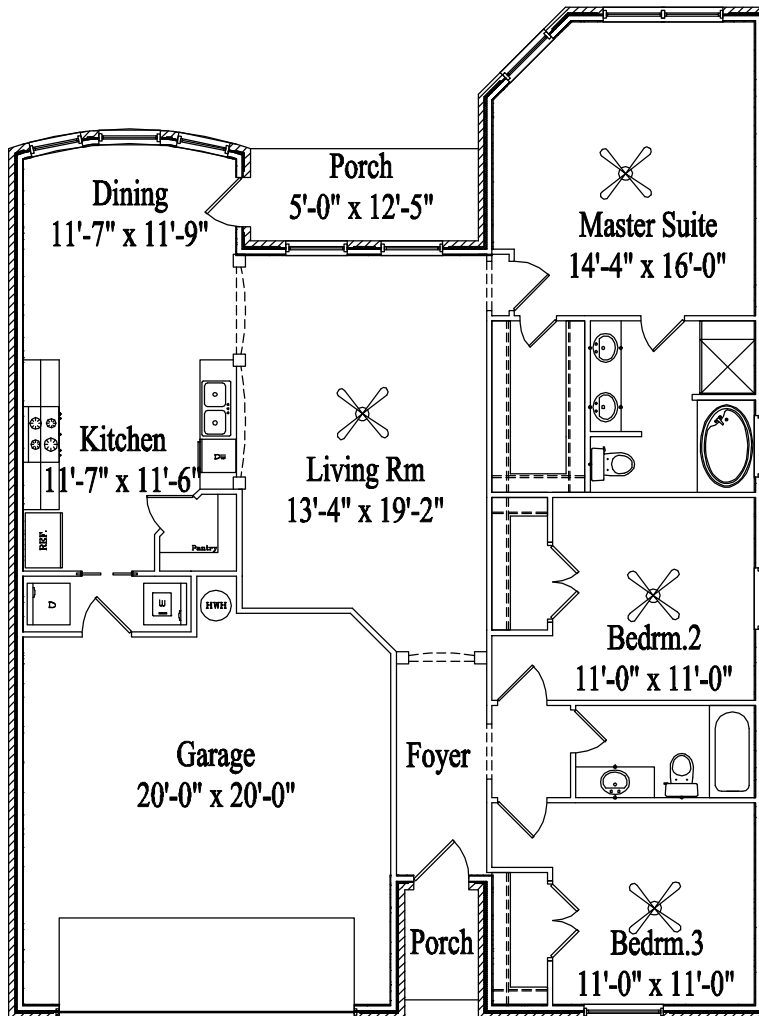 Porch
5'-0" x 12'-5"
Dining
11'-7" x 11'-9"
Master Suite
14'-4" x 16'-0"
Kitchen
11'-7" x 11'-6"
DW
Living Rm
13'-4" x 19'-2"
REF.
Pantry
D
W
HWH
Bedrm.2
11'-0" x 11'-0"
Garage
20'-0" x 20'-0"
Foyer
Porch
Bedrm.3
11'-0" x 11'-0"